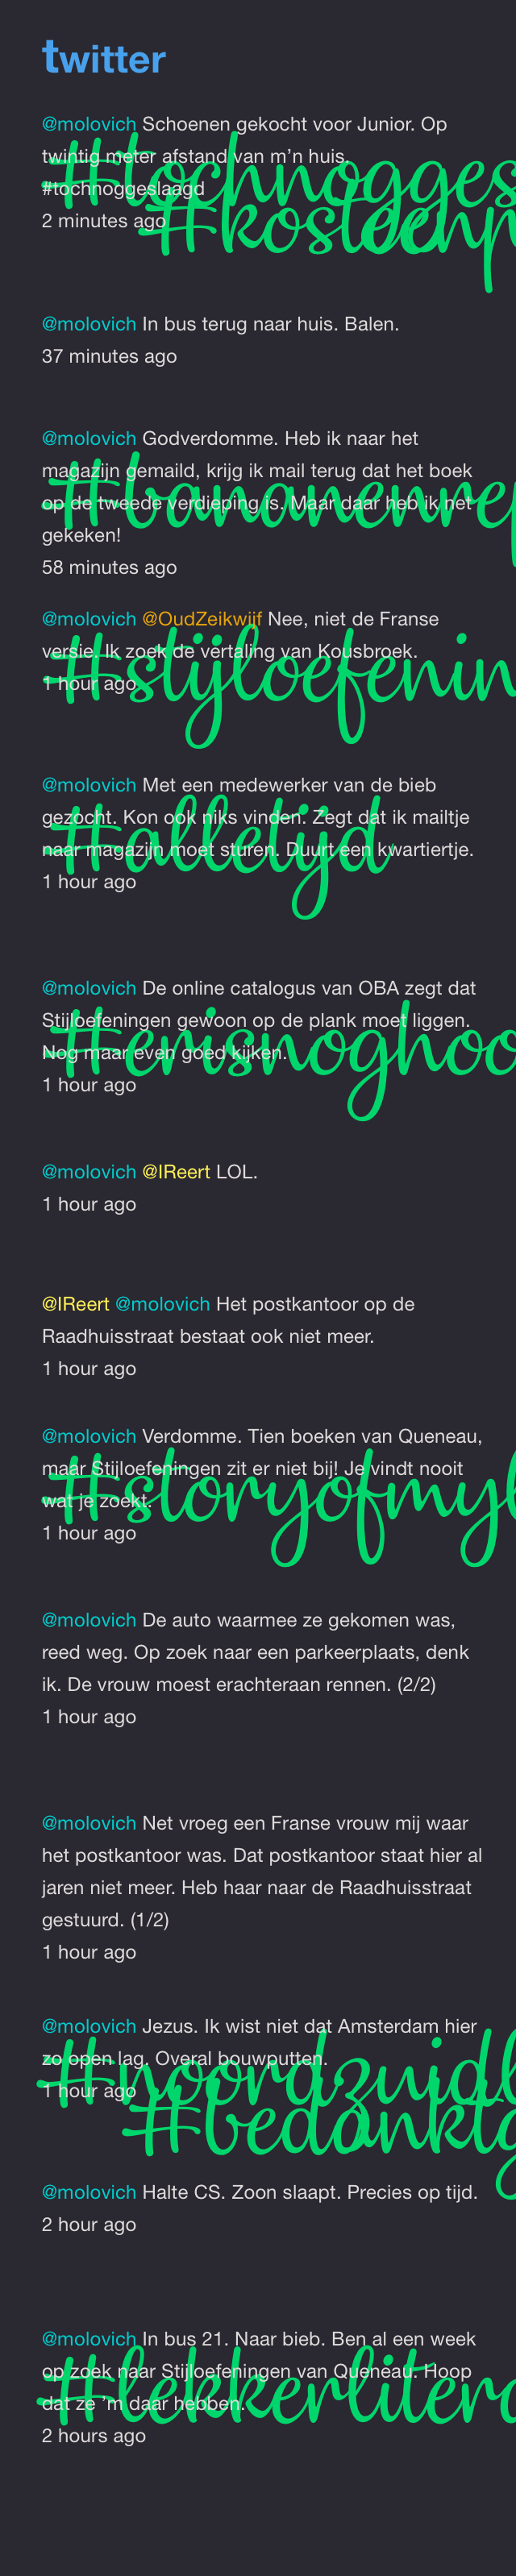 twitter
@molovich Schoenen gekocht voor Junior. Op
twintig meter afstand van m’n huis.
#tochnoggeslaagd
2 minutes ago
@molovich In bus terug naar huis. Balen.
37 minutes ago
@molovich Godverdomme. Heb ik naar het
magazijn gemaild, krijg ik mail terug dat het boek
op de tweede verdieping is. Maar daar heb ik net
gekeken!
58 minutes ago
@molovich @OudZeikwijf Nee, niet de Franse
versie. Ik zoek de vertaling van Kousbroek.
#stijloefenin
1 hour ago
@molovich Met een medewerker van de bieb
gezocht. Kon ook niks vinden. Zegt dat ik mailtje
naar magazijn moet sturen. Duurt een kwartiertje.
#alletijd
1 hour ago
@molovich De online catalogus van OBA zegt dat
Stijloefeningen gewoon op de plank moet liggen.
Nog maar even goed kijken.
#erisnoghoo
1 hour ago
@molovich @IReert LOL.
1 hour ago
@IReert @molovich Het postkantoor op de
Raadhuisstraat bestaat ook niet meer.
1 hour ago
@molovich Verdomme. Tien boeken van Queneau,
maar Stijloefeningen zit er niet bij! Je vindt nooit
wat je zoekt.
#storyofmyl
1 hour ago
@molovich De auto waarmee ze gekomen was,
reed weg. Op zoek naar een parkeerplaats, denk
ik. De vrouw moest erachteraan rennen. (2/2)
1 hour ago
@molovich Net vroeg een Franse vrouw mij waar
het postkantoor was. Dat postkantoor staat hier al
jaren niet meer. Heb haar naar de Raadhuisstraat
gestuurd. (1/2)
1 hour ago
@molovich Jezus. Ik wist niet dat Amsterdam hier
zo open lag. Overal bouwputten.
#noordzuidl
1 hour ago
#bedankt
@molovich Halte CS. Zoon slaapt. Precies op tijd.
2 hour ago
@molovich In bus 21. Naar bieb. Ben al een week
op zoek naar Stijloefeningen van Queneau. Hoop
dat ze ’m daar hebben.
#lekkerlitera
2 hours ago